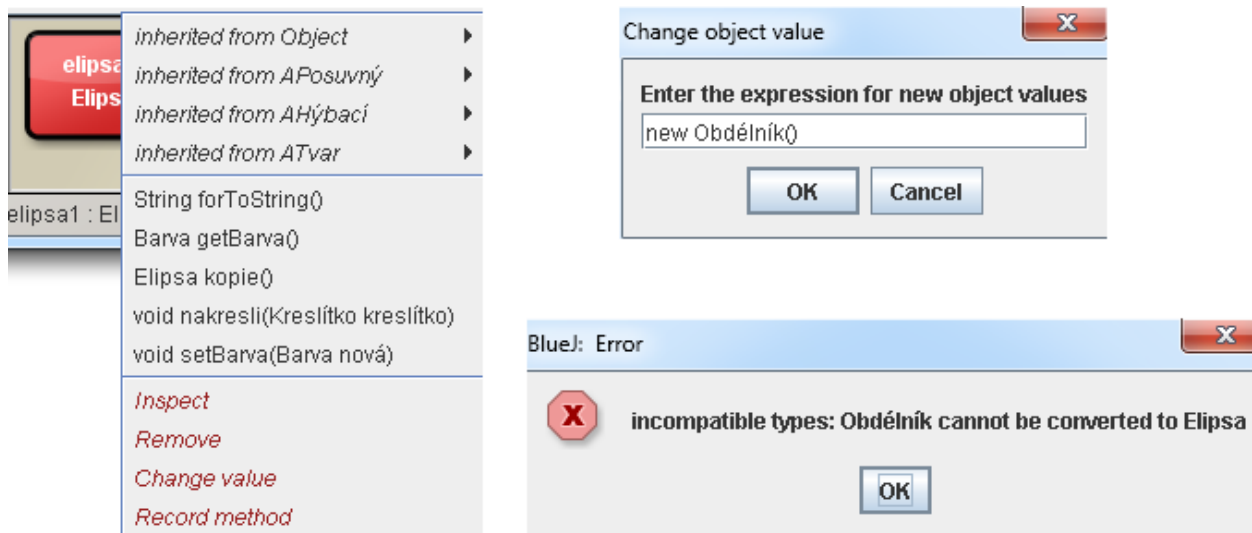 elipsa
Elips
elipsa1 : El
inherited from Object
inherited from APosuvný
inherited from AHýbací
inherited from ATvar
String forToString()
Barva getBarva()
Elipsa kopie()
void nakresli(Kreslítko kreslítko)
void setBarva(Barva nová)
Inspect
Remove
Change value
Record method
Change object value
Enter the expression for new object values
new Obdélník()
OK Cancel
BlueJ: Error
incompatible types: Obdélník cannot be converted to Elipsa
OK